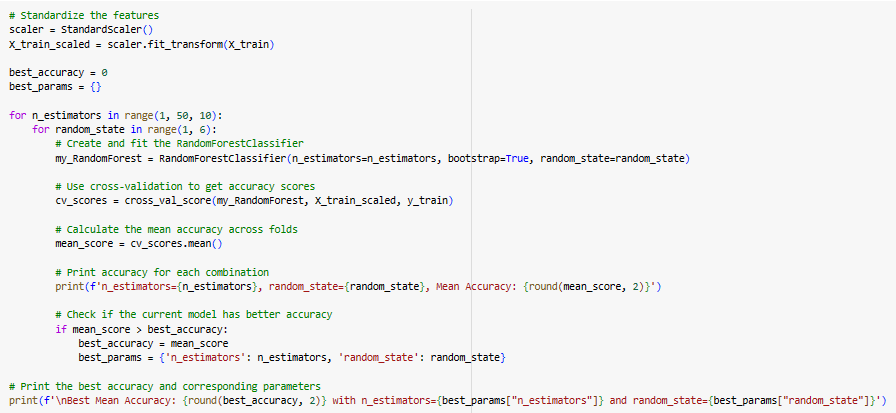 # Standardize the features
scaler = StandardScaler()
X_train_scaled = scaler.fit_transform(X_train)

best_accuracy = 0
best_params = {}

for n_estimators in range(1, 50, 10):
    for random_state in range(1, 6):
        # Create and fit the RandomForestClassifier
        my_RandomForest = RandomForestClassifier(n_estimators=n_estimators, bootstrap=True, random_state=random_state)

        # Use cross-validation to get accuracy scores
        cv_scores = cross_val_score(my_RandomForest, X_train_scaled, y_train)

        # Calculate the mean accuracy across folds
        mean_score = cv_scores.mean()

        # Print accuracy for each combination
        print(f'n_estimators={n_estimators}, random_state={random_state}, Mean Accuracy: {round(mean_score, 2)}')

        # Check if the current model has better accuracy
        if mean_score > best_accuracy:
            best_accuracy = mean_score
            best_params = {'n_estimators': n_estimators, 'random_state': random_state}

# Print the best accuracy and corresponding parameters
print(f'\nBest Mean Accuracy: {round(best_accuracy, 2)} with n_estimators={best_params["n_estimators"]} and random_state={best_params["random_state"]}')